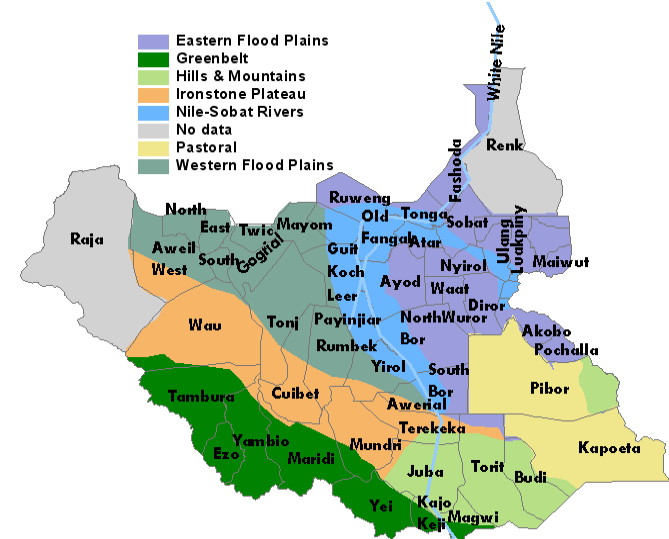 Eastern Flood Plains
Greenbelt
Hills & Mountains
Ironstone Plateau
Nile-Sobat Rivers
No data
Pastoral
Western Flood Plains
White Nile
Renk
Fashoda
Ruweng
Old
Tonga
Sobat
Fangak
Atar
Ulang
Luakpiny
Maiwut
Nyirol
North
East
Twic
Mayom
Aweil
South
Gogrial
West
Raja
Guit
Koch
Leer
Ayod
Waat
Diror
Wau
Tonj
Payinjiar
North
Wuror
Akobo
Pochalla
Rumbek
Bor
Yirol
South
Bor
Pibor
Tambura
Cuibet
Awerial
Terekeka
Yambio
Ezo
Maridi
Mundri
Juba
Torit
Budi
Kapoeta
Yei
Kajo
Keji
Magwi